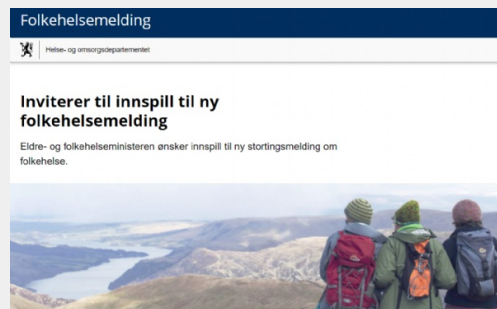 Folkehelsemelding
Helse- og omsorgsdepartementet
Inviterer til innspill til ny
folkehelsemelding
Eldre- og folkehelseministeren ønsker innspill til ny stortingsmelding om
folkehelse.